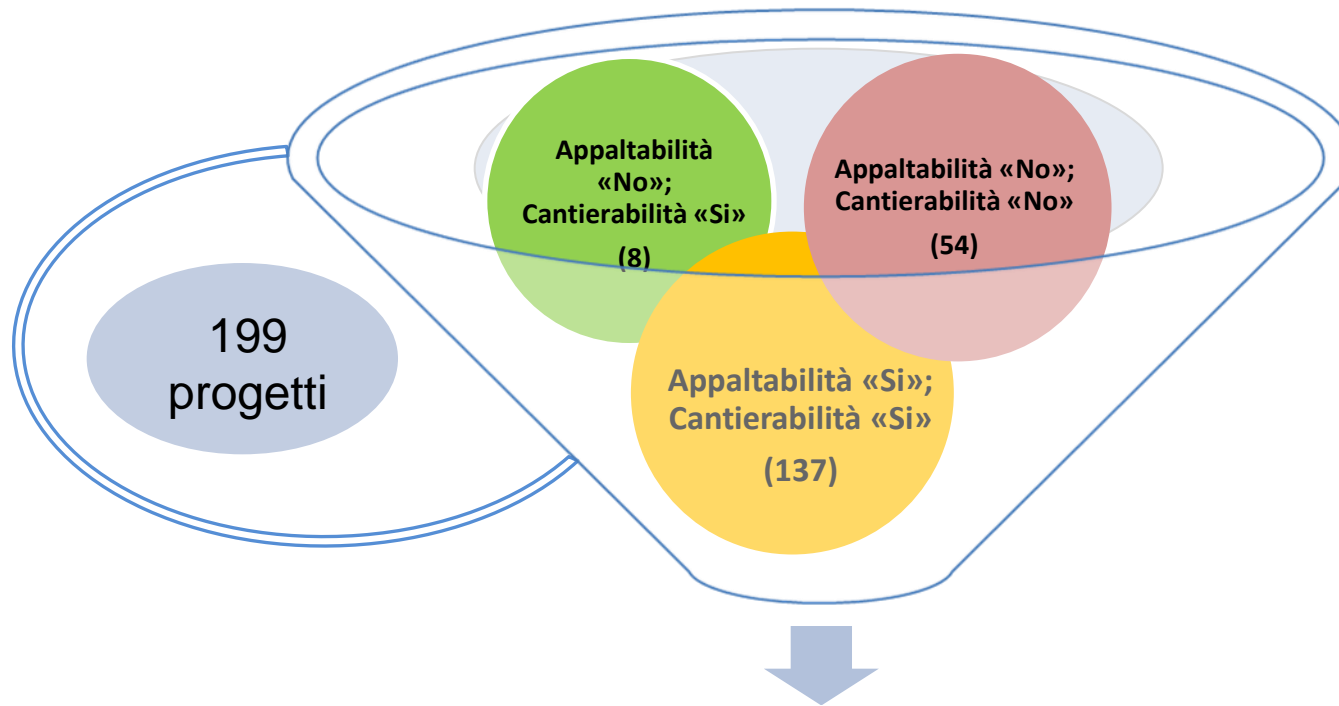 Appaltabilità
«No»;
Cantierabilità «Si»
(8)
Appaltabilità «No»;
Cantierabilità «No»
(54)
199
progetti
Appaltabilità «Si»;
Cantierabilità «Si»
(137)